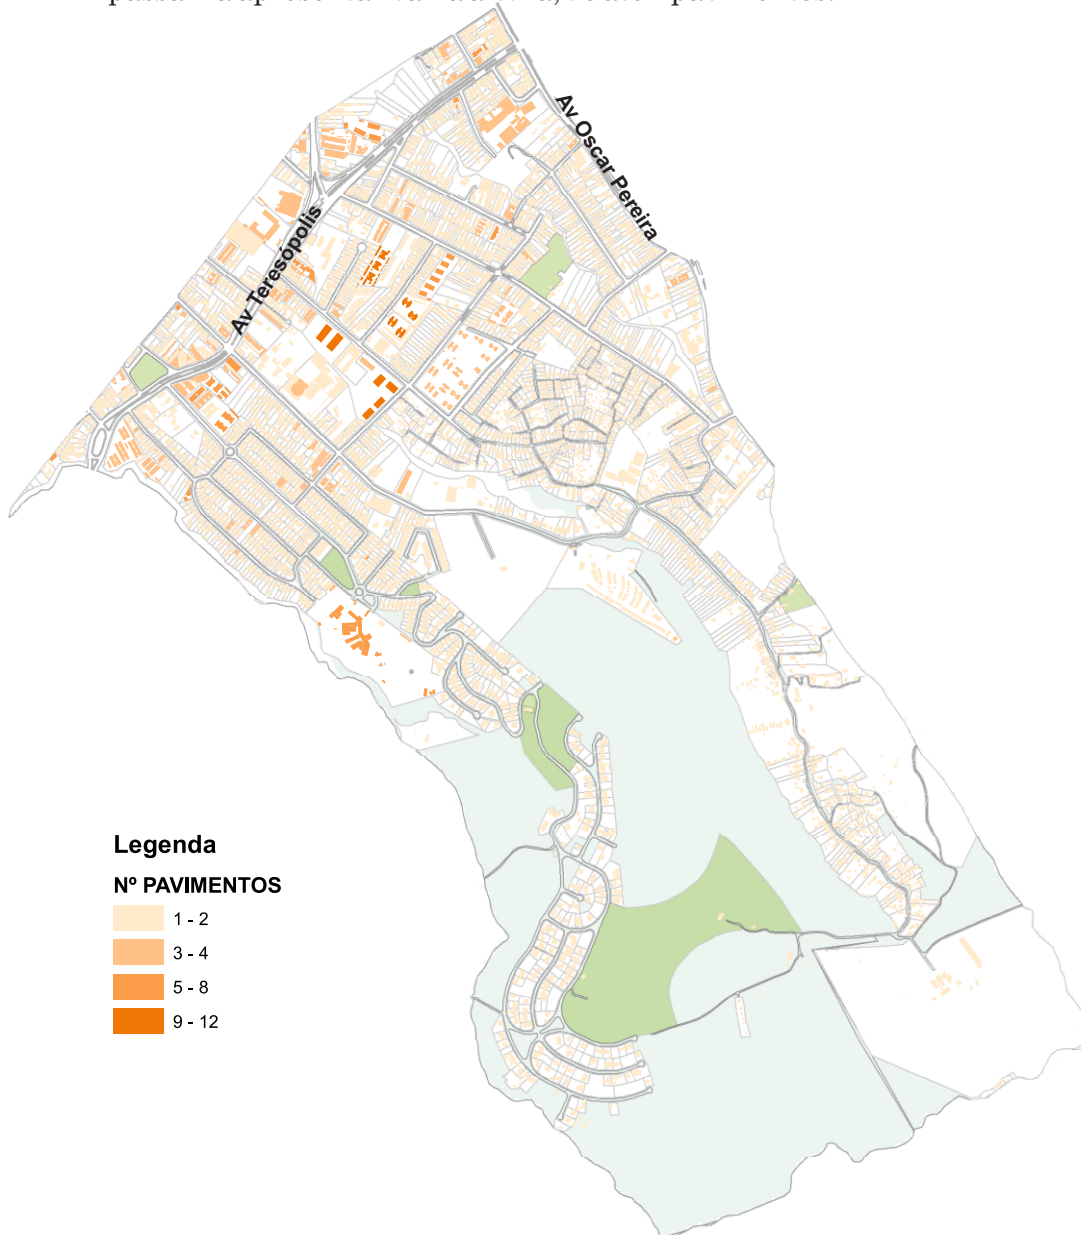 Av Oscar Pereira
Av Teresópolis
Legenda
Nº PAVIMENTOS
1 - 2
3 - 4
5 - 8
9 - 12